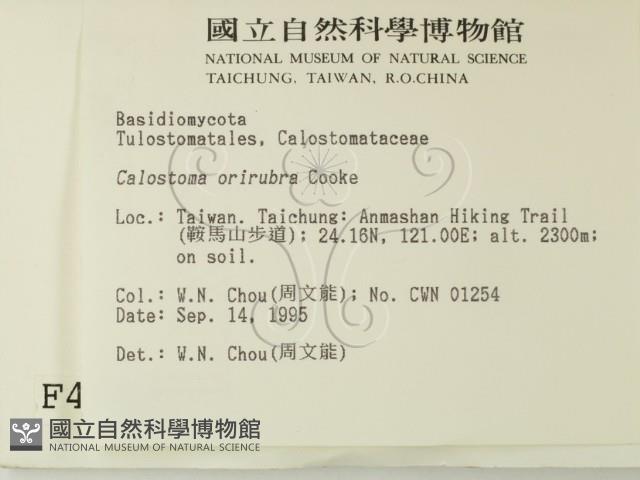 國立自然科學博物館
NATIONAL MUSEUM OF NATURAL SCIENCE
TAICHUNG, TAIWAN, R.O.CHINA
Basidiomycota
Tulostomatales, Calostomataceae
Calostoma orirubra Cooke
Loc.: Taiwan. Taichung: Anmashan Hiking Trail
(鞍馬山步道); 24.16N, 121.00E; alt. 2300m;
on soil.
Col.: W.N. Chou(周文能); No. CWN 01254
Date: Sep. 14, 1995
Det.: W.N. Chou(周文能)
F4
國立自然科學博物館
NATIONAL MUSEUM OF NATURAL SCIENCE